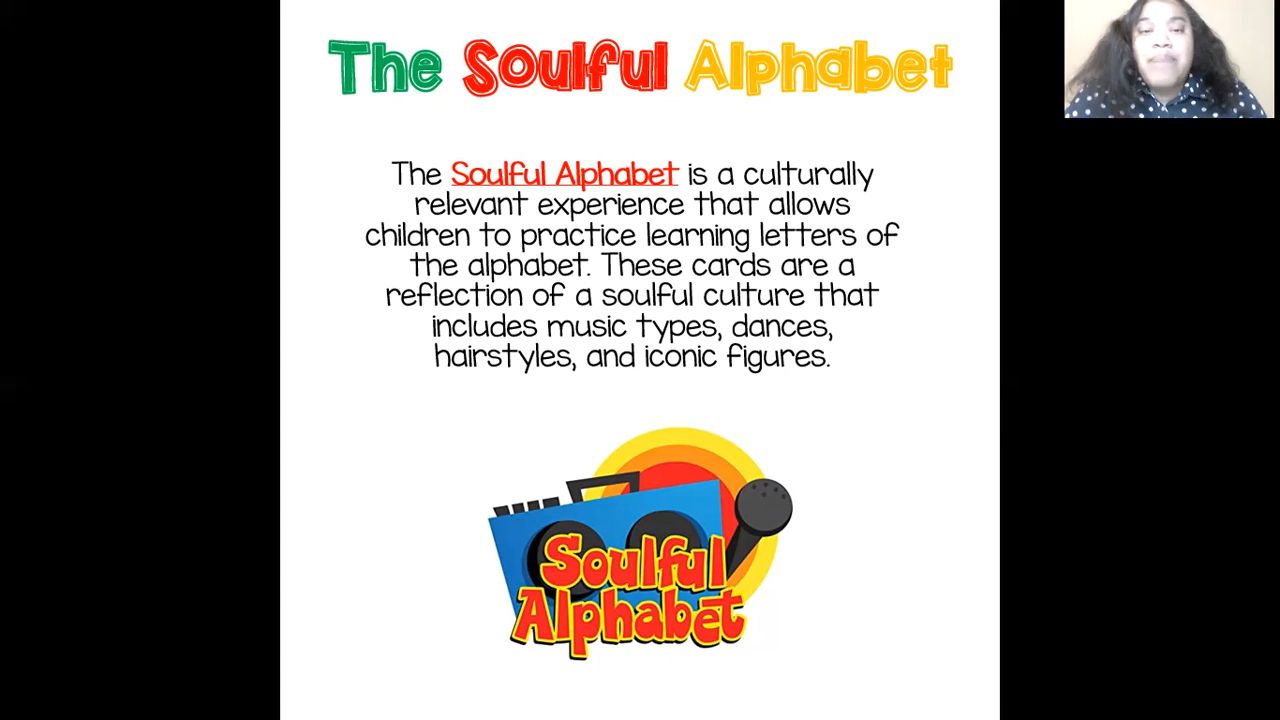 The Soulful Alphabet
The Soulful Alphabet is a culturally
relevant experience that allows
children to practice learning letters of
the alphabet. These cards are a
reflection of a soulful culture that
includes music types, dances,
hairstyles, and iconic figures.
Soulful
Alphabet